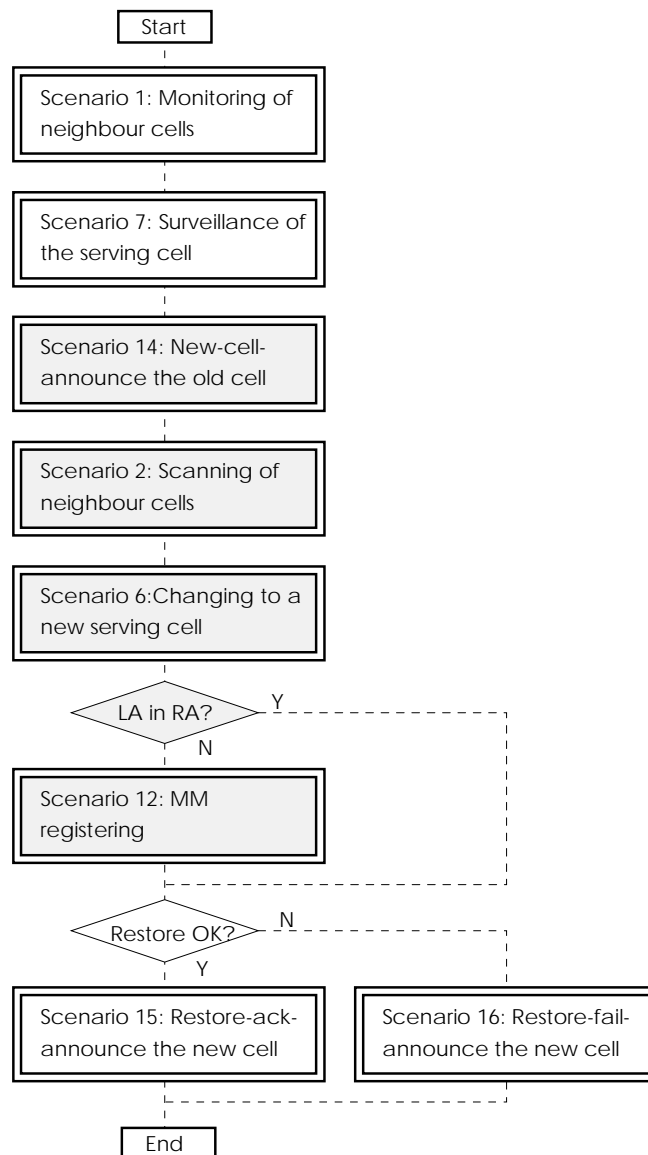 Start
Scenario 1: Monitoring of
neighbour cells
Scenario 7: Surveillance of
the serving cell
Scenario 14: New-cell-
announce the old cell
Scenario 2: Scanning of
neighbour cells
Scenario 6:Changing to a
new serving cell
LA in RA?
Y
N
Scenario 12: MM
registering
Restore OK?
N
Y
Scenario 15: Restore-ack-
announce the new cell
Scenario 16: Restore-fail-
announce the new cell
End